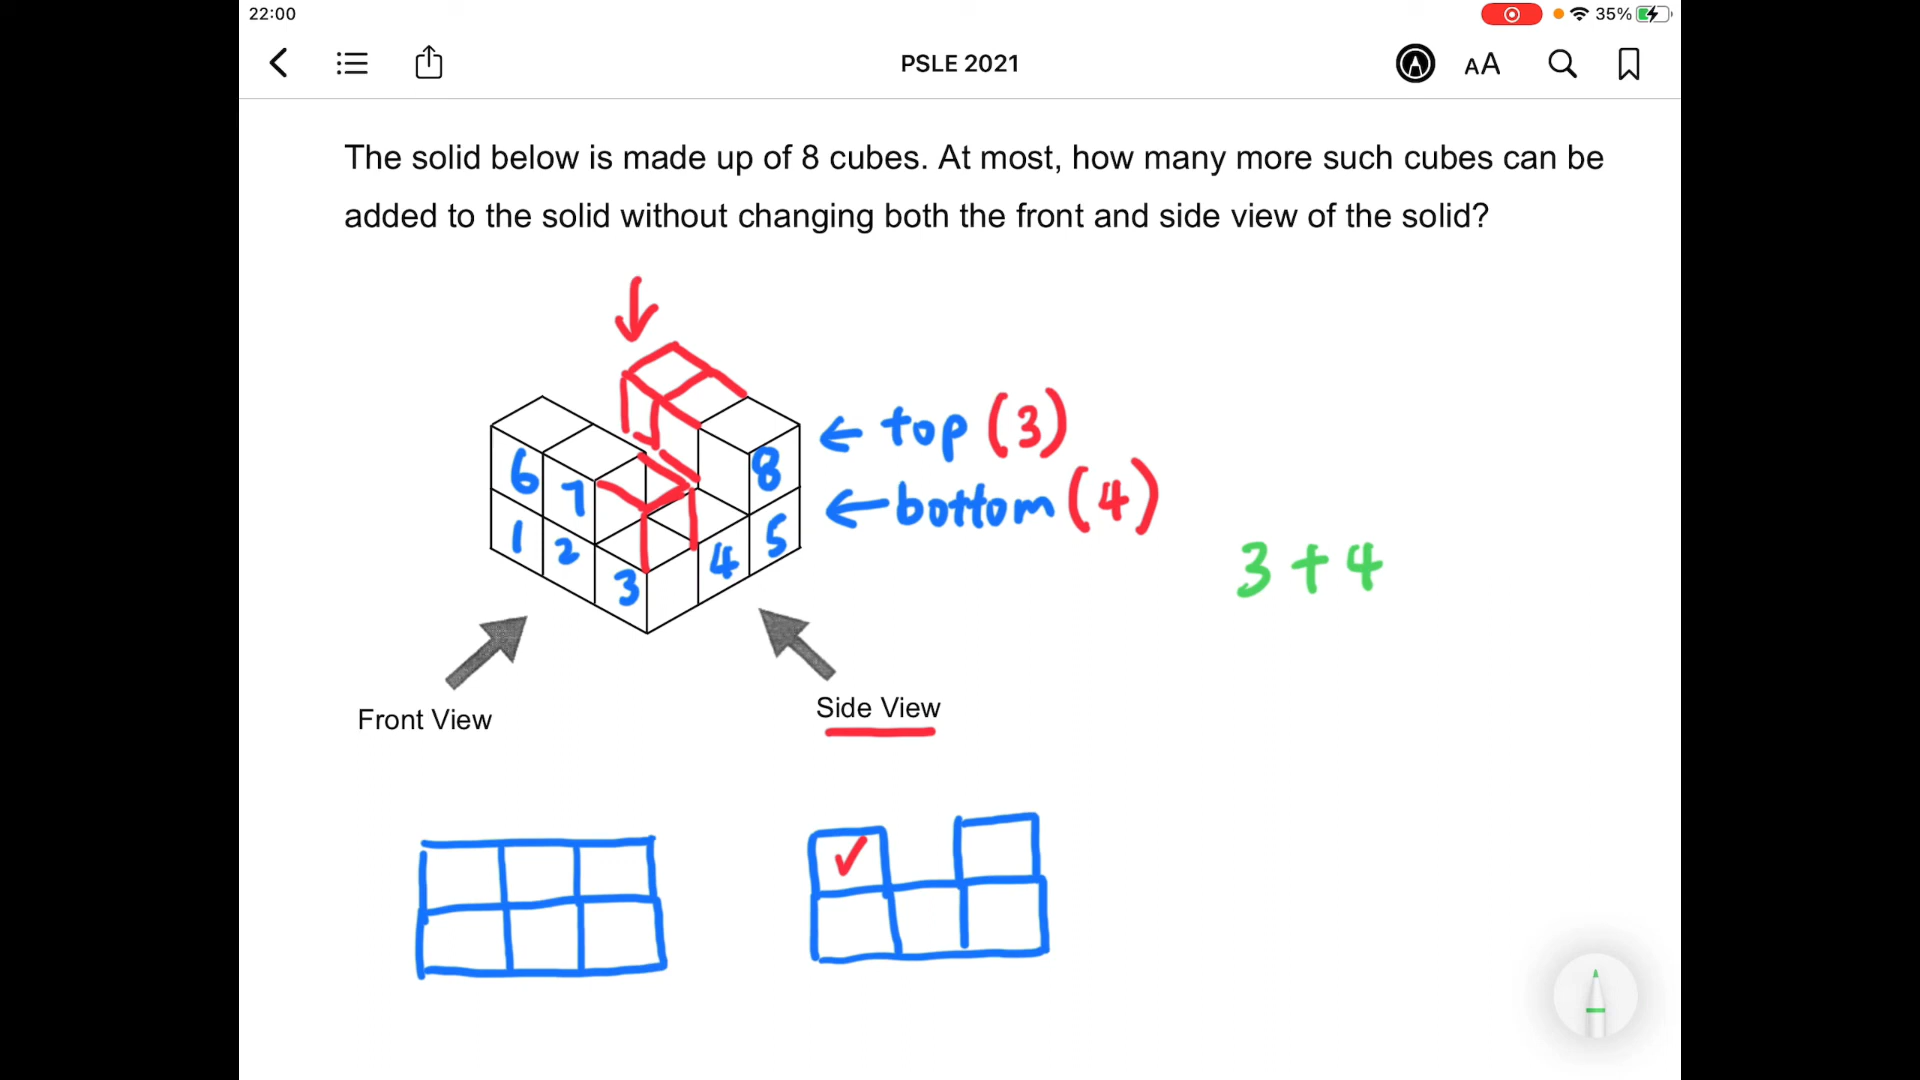 22:00
35%
PSLE 2021
AA
The solid below is made up of 8 cubes. At most, how many more such cubes can be
added to the solid without changing both the front and side view of the solid?
← top (3)
← bottom (4)
6 7 8
1 2 3 4 5
3 + 4
Front View
Side View